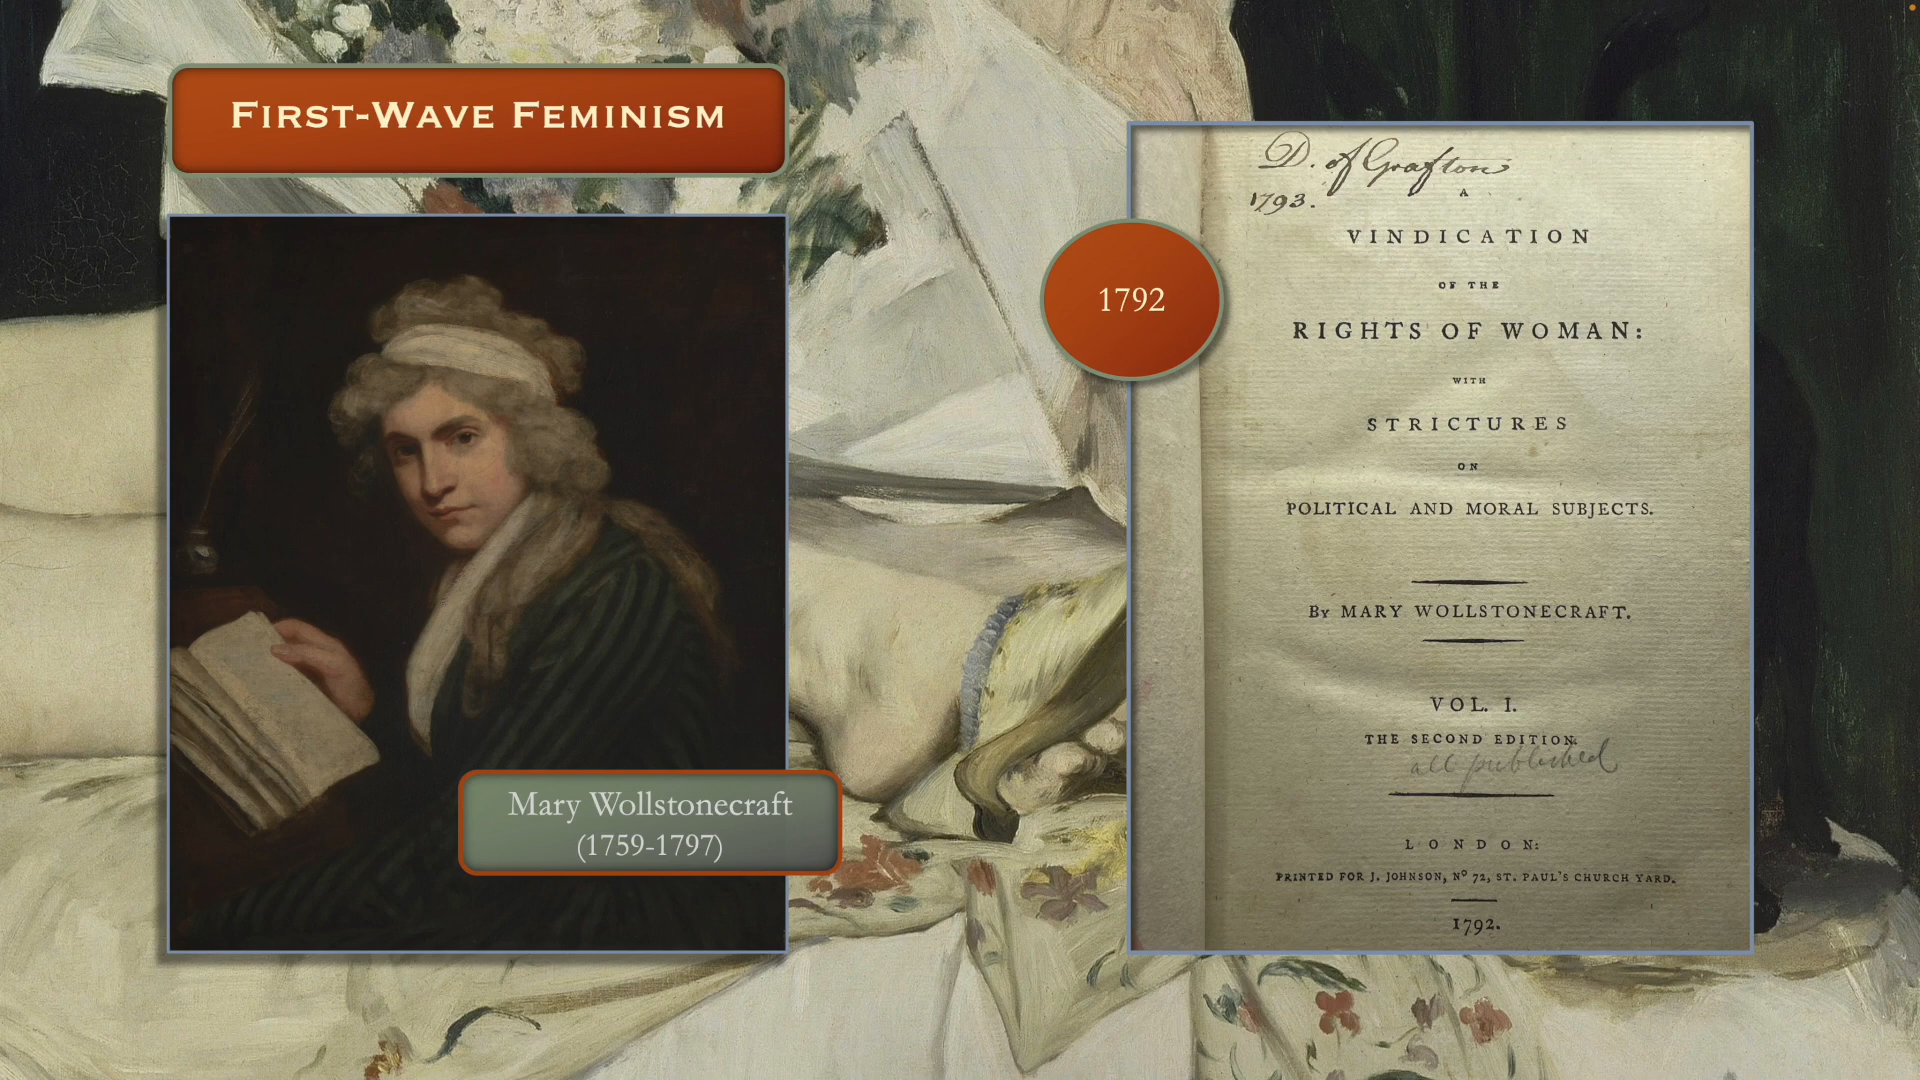 First-Wave Feminism
Mary Wollstonecraft
(1759-1797)
1792
D. of Grafton
1793.
A
VINDICATION
OF THE
RIGHTS OF WOMAN:
WITH
STRICTURES
ON
POLITICAL AND MORAL SUBJECTS.
By MARY WOLLSTONECRAFT.
VOL. I.
THE SECOND EDITION.
all published
LONDON:
PRINTED FOR J. JOHNSON, Nº 72, ST. PAUL'S CHURCH YARD.
1792.